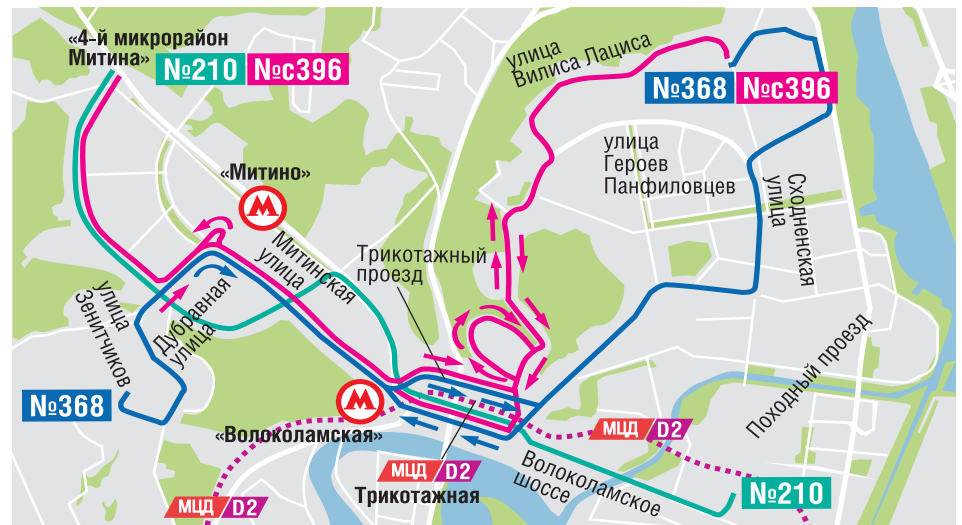 «4-й микрорайон
Митина»
№210
№с396
улица
Вилиса Лациса
№368
№с396
улица
Героев
Панфиловцев
Сходненская
улица
«Митино»
М
Митинская
улица
Трикотажный
проезд
улица
Зенитчиков
Дубравная
улица
Походный проезд
№368
М
«Волоколамская»
МЦД D2
МЦД D2
Трикотажная
Волоколамское
шоссе
№210
МЦД D2